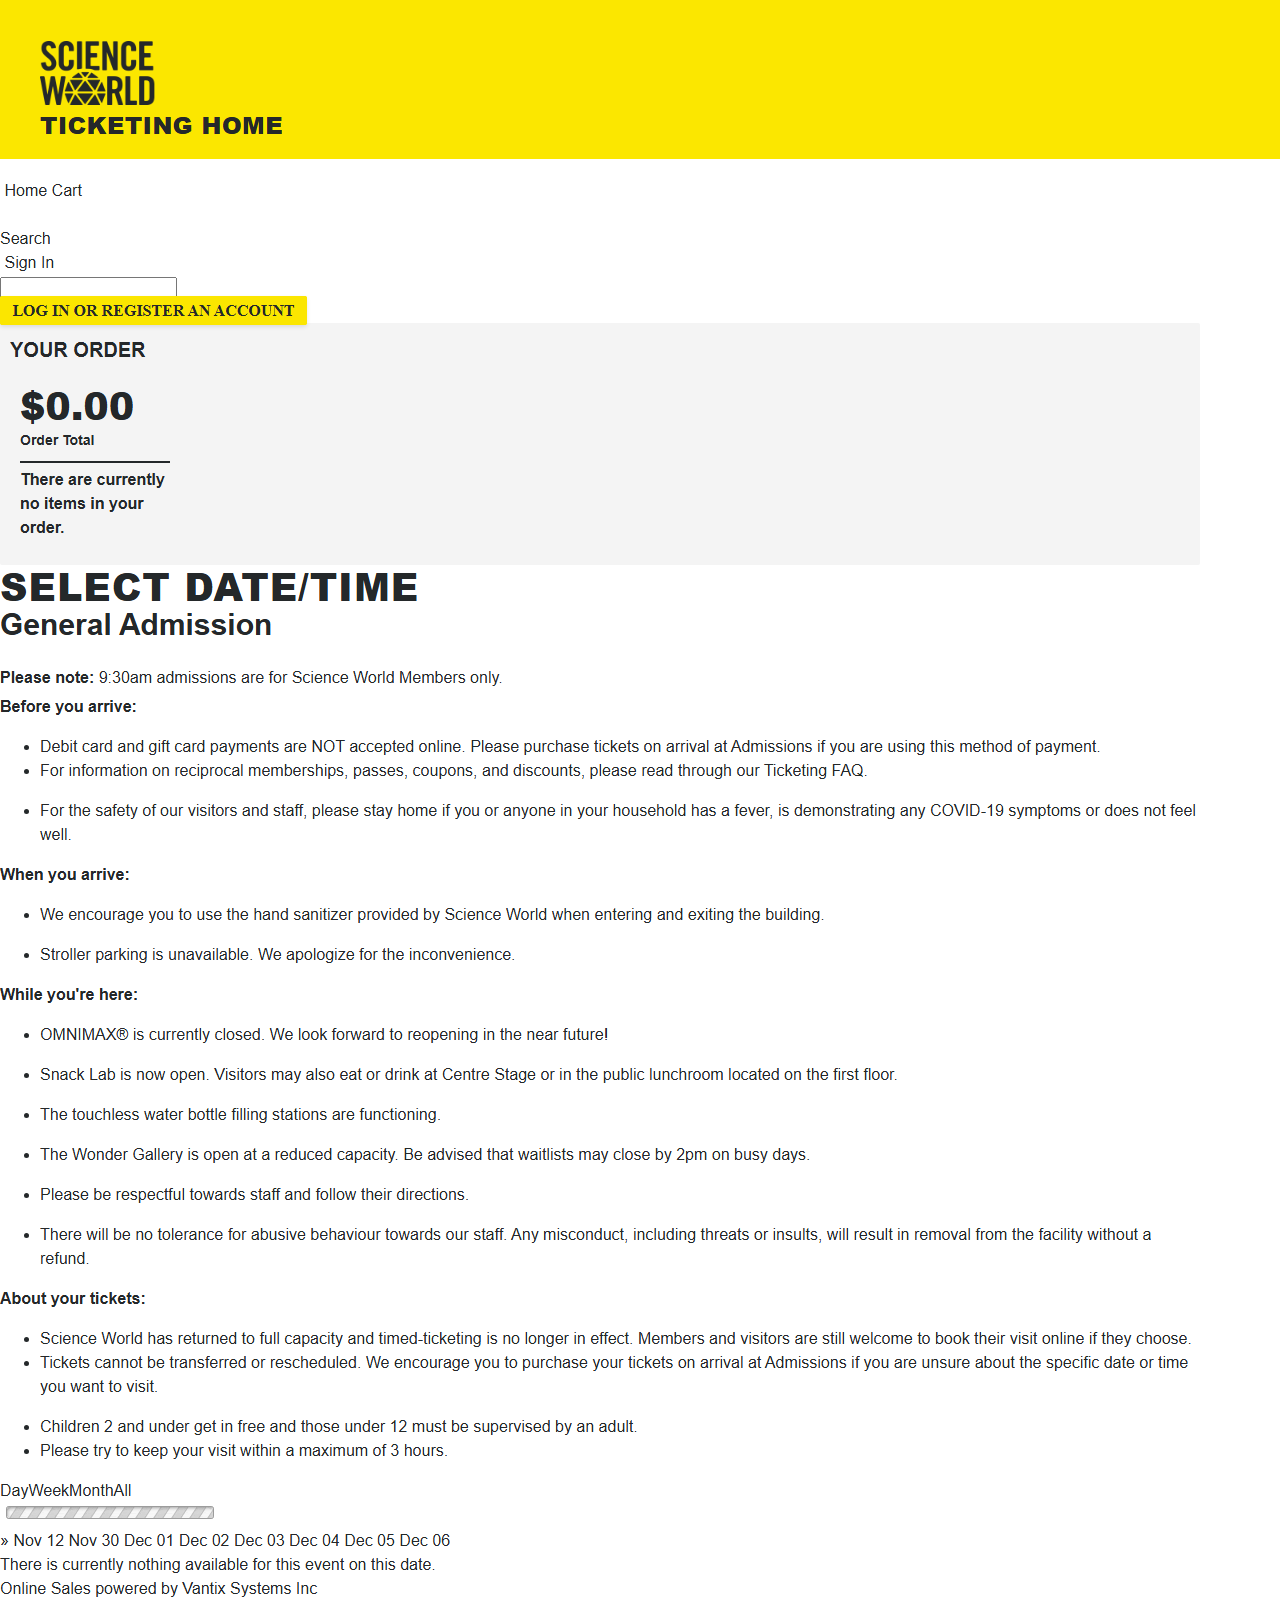 SCIENCE
WORLD
TICKETING HOME
Home Cart
Search
Sign In
LOG IN OR REGISTER AN ACCOUNT
YOUR ORDER
$0.00
Order Total
There are currently
no items in your
order.
SELECT DATE/TIME
General Admission
Please note: 9:30am admissions are for Science World Members only.
Before you arrive:
• Debit card and gift card payments are NOT accepted online. Please purchase tickets on arrival at Admissions if you are using this method of payment.
• For information on reciprocal memberships, passes, coupons, and discounts, please read through our Ticketing FAQ.
• For the safety of our visitors and staff, please stay home if you or anyone in your household has a fever, is demonstrating any COVID-19 symptoms or does not feel
well.
When you arrive:
• We encourage you to use the hand sanitizer provided by Science World when entering and exiting the building.
• Stroller parking is unavailable. We apologize for the inconvenience.
While you're here:
• OMNIMAX® is currently closed. We look forward to reopening in the near future!
• Snack Lab is now open. Visitors may also eat or drink at Centre Stage or in the public lunchroom located on the first floor.
• The touchless water bottle filling stations are functioning.
• The Wonder Gallery is open at a reduced capacity. Be advised that waitlists may close by 2pm on busy days.
• Please be respectful towards staff and follow their directions.
• There will be no tolerance for abusive behaviour towards our staff. Any misconduct, including threats or insults, will result in removal from the facility without a
refund.
About your tickets:
• Science World has returned to full capacity and timed-ticketing is no longer in effect. Members and visitors are still welcome to book their visit online if they choose.
• Tickets cannot be transferred or rescheduled. We encourage you to purchase your tickets on arrival at Admissions if you are unsure about the specific date or time
you want to visit.
• Children 2 and under get in free and those under 12 must be supervised by an adult.
• Please try to keep your visit within a maximum of 3 hours.
DayWeekMonthAll
» Nov 12 Nov 30 Dec 01 Dec 02 Dec 03 Dec 04 Dec 05 Dec 06
There is currently nothing available for this event on this date.
Online Sales powered by Vantix Systems Inc